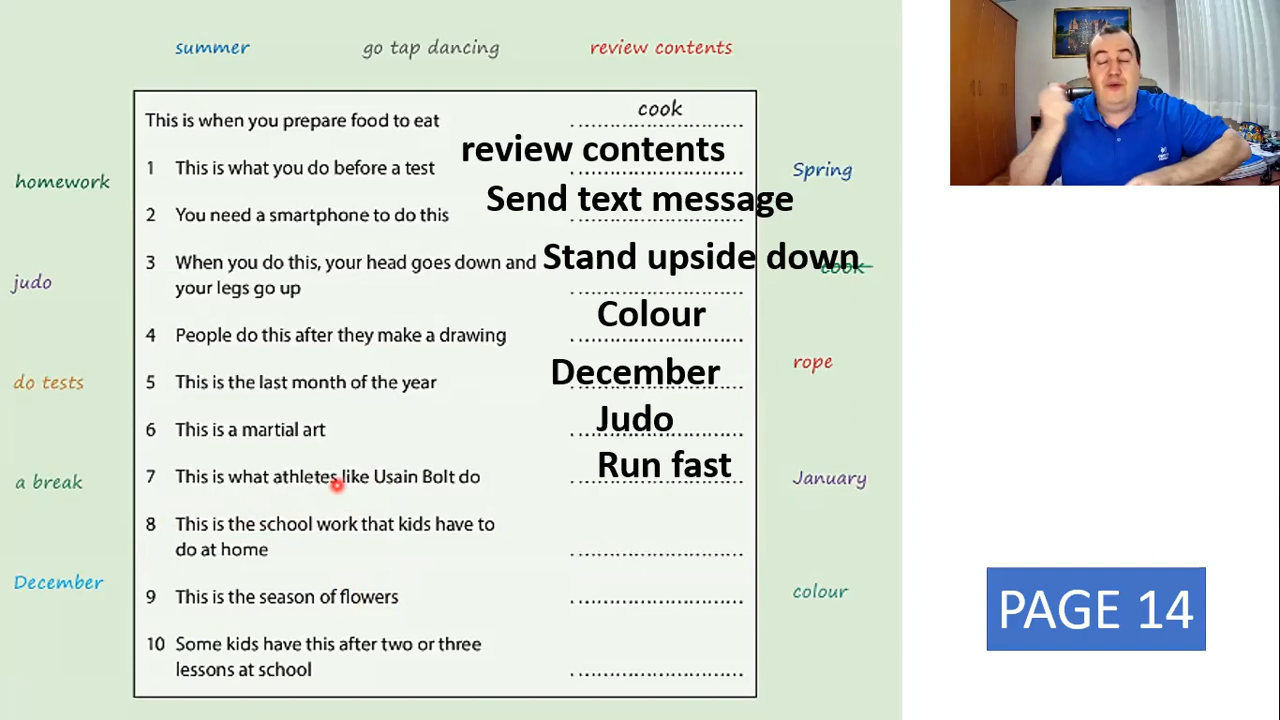 summer go tap dancing review contents
This is when you prepare food to eat cook
review contents
1 This is what you do before a test
homework
Spring
Send text message
2 You need a smartphone to do this
Stand upside down
3 When you do this, your head goes down and
your legs go up
cook
judo
Colour
4 People do this after they make a drawing
rope
do tests
December
5 This is the last month of the year
Judo
6 This is a martial art
Run fast
7 This is what athletes like Usain Bolt do
a break
January
8 This is the school work that kids have to
do at home
December
colour
9 This is the season of flowers
10 Some kids have this after two or three
lessons at school
PAGE 14